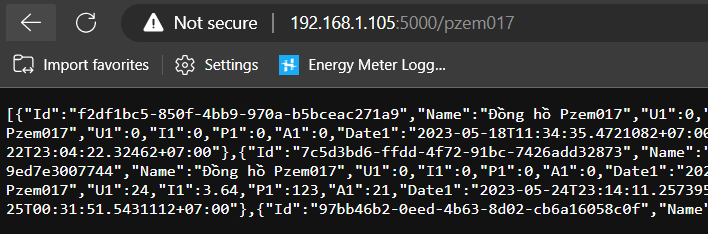 Not secure 192.168.1.105:5000/pzem017
Import favorites Settings Energy Meter Logg...
[{"Id":"f2df1bc5-850f-4bb9-970a-b5bceac271a9","Name":"Đồng hồ Pzem017","U1":0,
Pzem017","U1":0,"I1":0,"P1":0,"A1":0,"Date1":"2023-05-18T11:34:35.4721082+07:00
22T23:04:22.32462+07:00"},{"Id":"7c5d3bd6-ffdd-4f72-91bc-7426add32873","Name":"
9ed7e3007744","Name":"Đồng hồ Pzem017","U1":0,"I1":0,"P1":0,"A1":0,"Date1":"202
Pzem017","U1":24,"I1":3.64,"P1":123,"A1":21,"Date1":"2023-05-24T23:14:11.257395
25T00:31:51.5431112+07:00"},{"Id":"97bb46b2-0eed-4b63-8d02-cb6a16058c0f","Name"